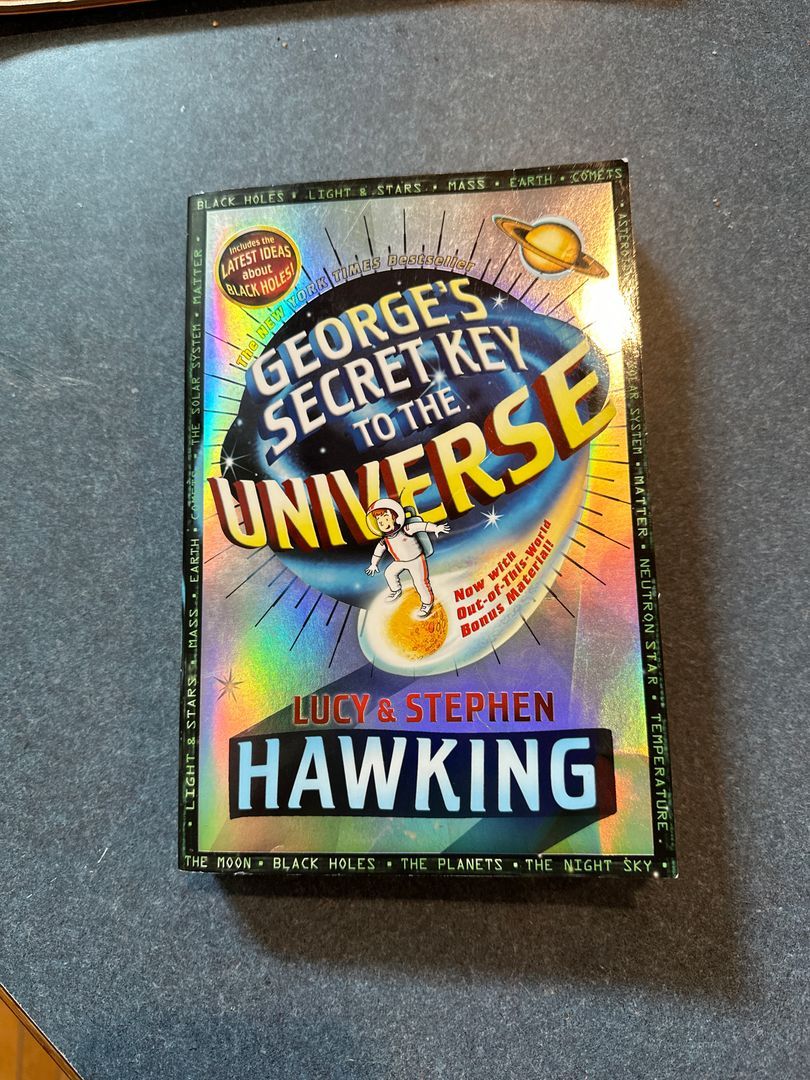 BLACK HOLES • LIGHT & STARS • MASS • EARTH • COMETS
Includes the
LATEST IDEAS
about
BLACK HOLES!
The NEW YORK TIMES Bestseller
GEORGE'S
SECRET KEY
TO THE
UNIVERSE
Now with
Out-of-This-World
Bonus Material!
LUCY & STEPHEN
HAWKING
• LIGHT & STARS • MASS • EARTH • COMETS • THE SOLAR SYSTEM • MATTER •
SOLAR SYSTEM • MATTER • NEUTRON STAR • TEMPERATURE •
THE MOON • BLACK HOLES • THE PLANETS • THE NIGHT SKY •